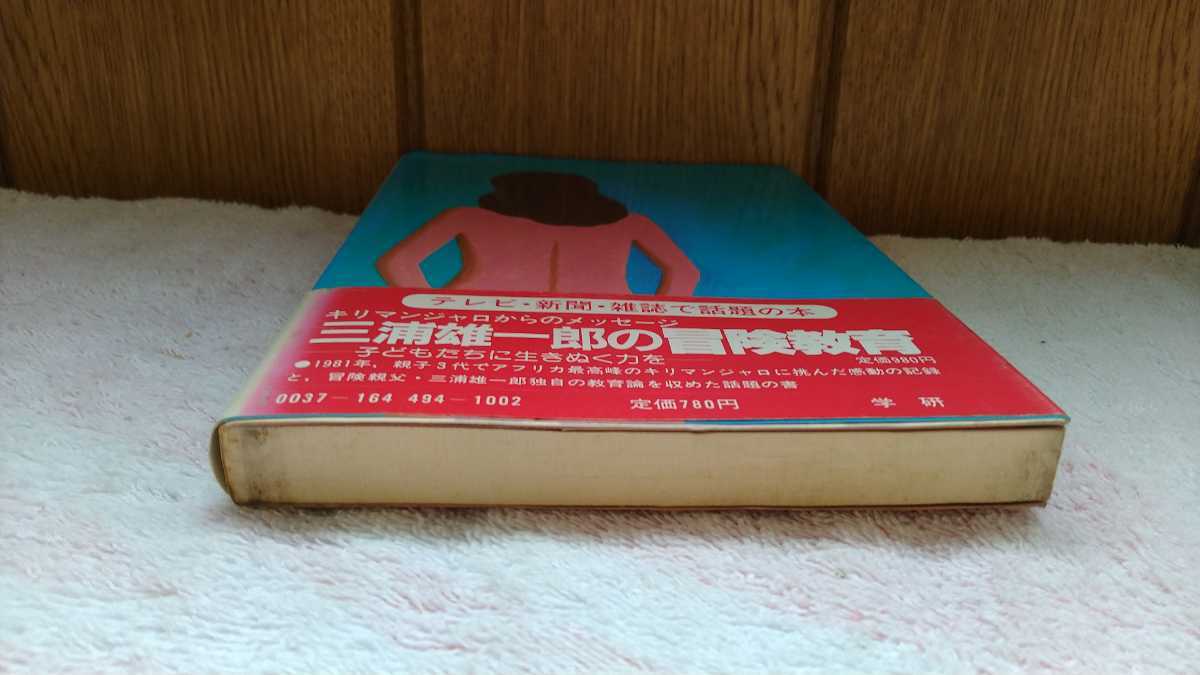 テレビ・新聞・雑誌で話題の本
キリマンジャロからのメッセージ
三浦雄一郎の冒険教育
—子どもたちに生きぬく力を—
定価980円
●1981年、親子3代でアフリカ最高峰のキリマンジャロに挑んだ感動の記録
と、冒険親父・三浦雄一郎独自の教育論を収めた話題の書
0037—164 494—1002 定価780円 学研